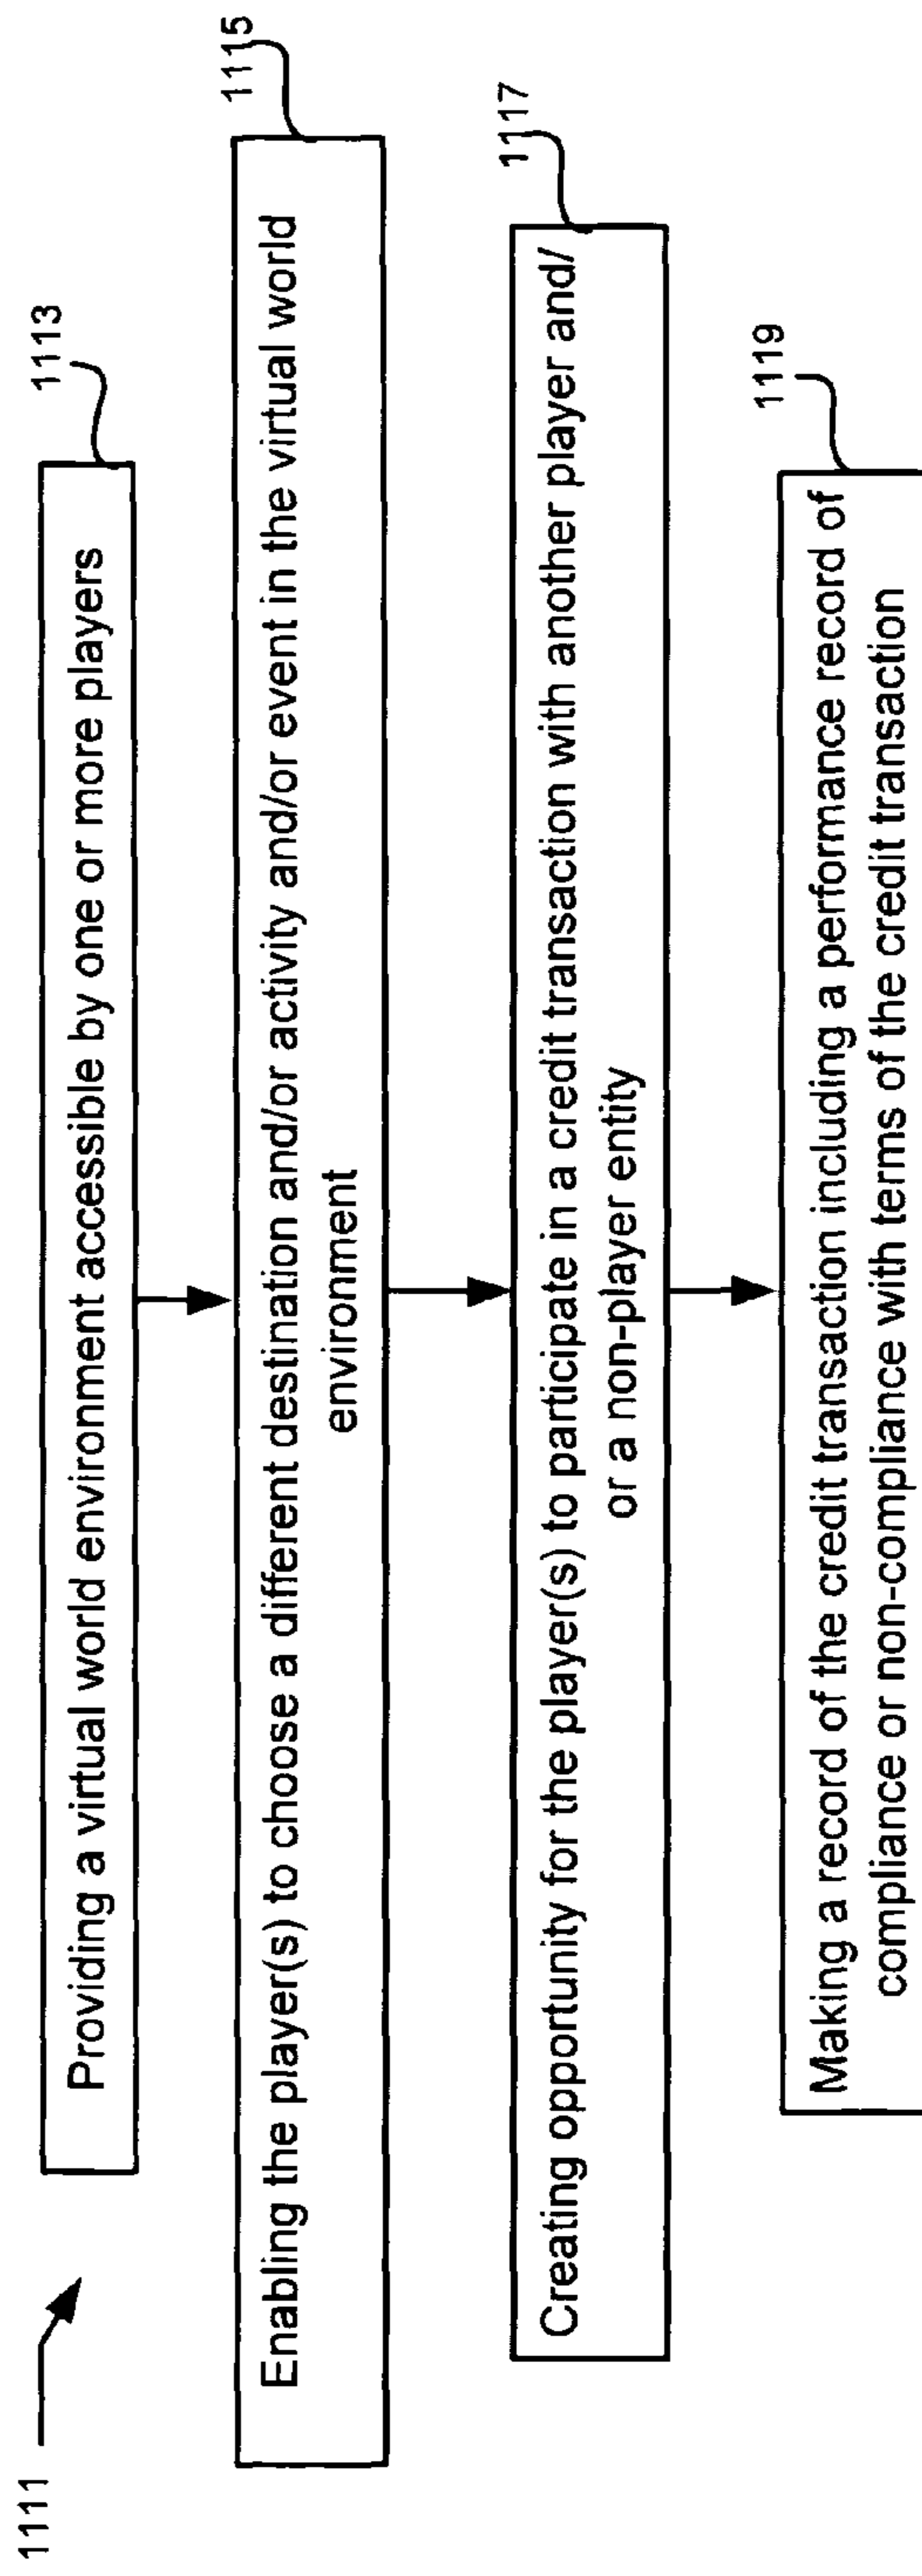 1111
1113
Providing a virtual world environment accessible by one or more players
1115
Enabling the player(s) to choose a different destination and/or activity and/or event in the virtual world
environment
1117
Creating opportunity for the player(s) to participate in a credit transaction with another player and/
or a non-player entity
1119
Making a record of the credit transaction including a performance record of
compliance or non-compliance with terms of the credit transaction